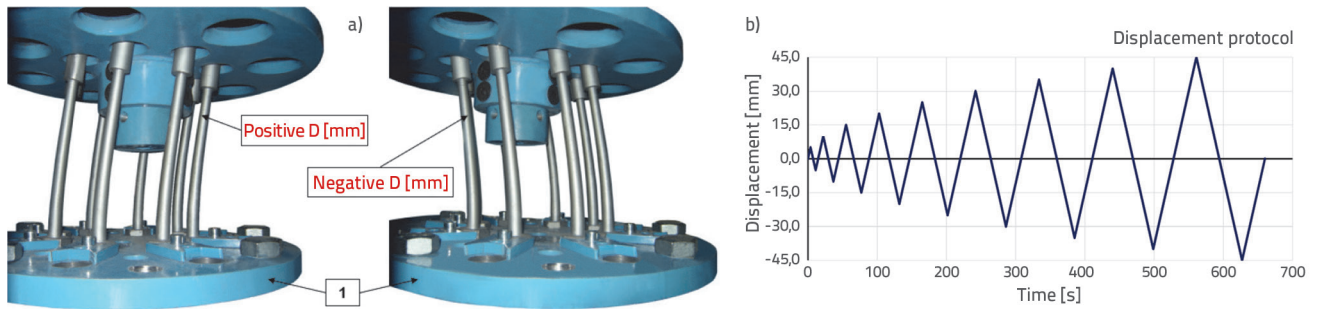 a)
Positive D [mm]
Negative D [mm]
1
b)
Displacement protocol
Displacement [mm]
45,0
30,0
15,0
0,0
-15,0
-30,0
-45,0
0 100 200 300 400 500 600 700
Time [s]